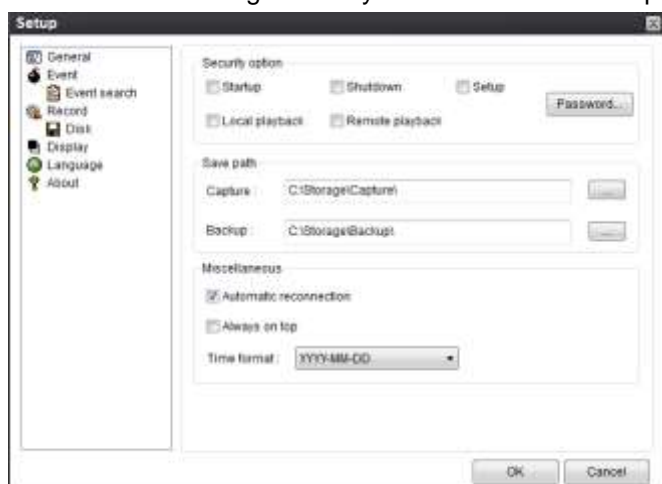 Setup
General
Event
Event search
Record
Disk
Display
Language
About
Security option
Startup
Shutdown
Setup
Password...
Local playback
Remote playback
Save path
Capture :
C:\Storage\Capture\
...
Backup :
C:\Storage\Backup\
...
Miscellaneous
Automatic reconnection
Always on top
Time format :
YYYY-MM-DD
OK
Cancel